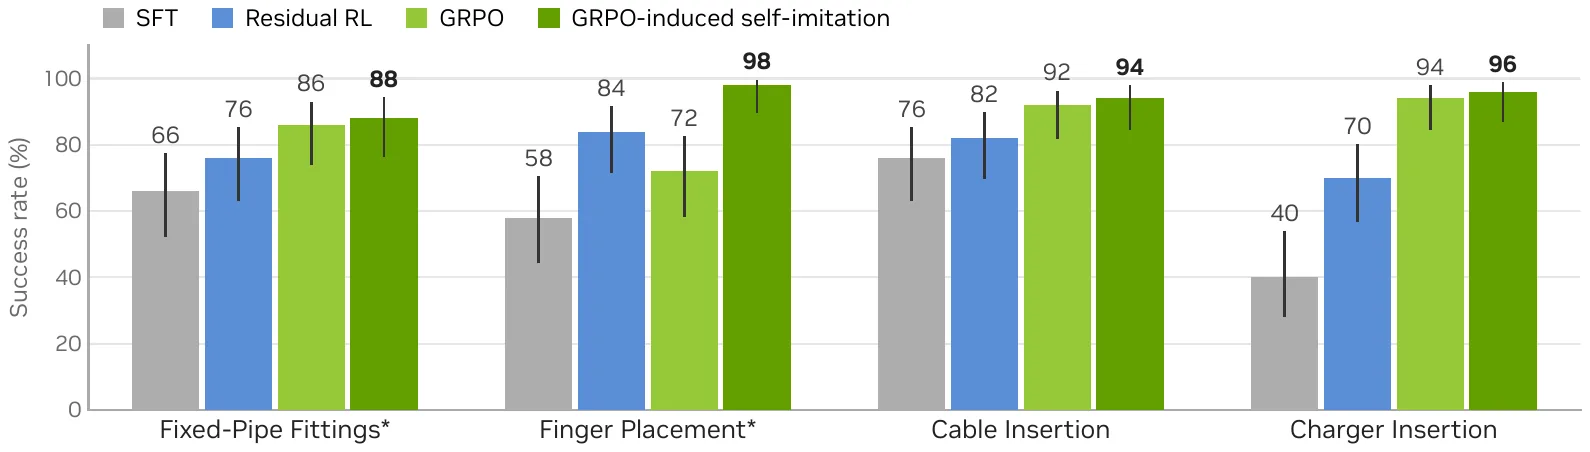 SFT Residual RL GRPO GRPO-induced self-imitation
Success rate (%)
100
80
60
40
20
0
66 76 86 88
58 84 72 98
76 82 92 94
40 70 94 96
Fixed-Pipe Fittings* Finger Placement* Cable Insertion Charger Insertion